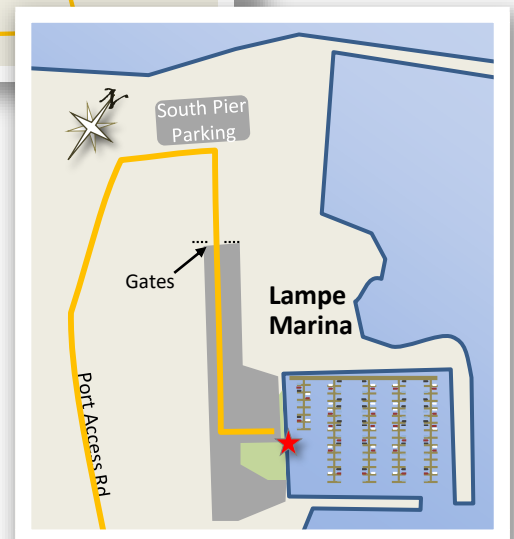 N
South Pier
Parking
Gates
Lampe
Marina
Port Access Rd